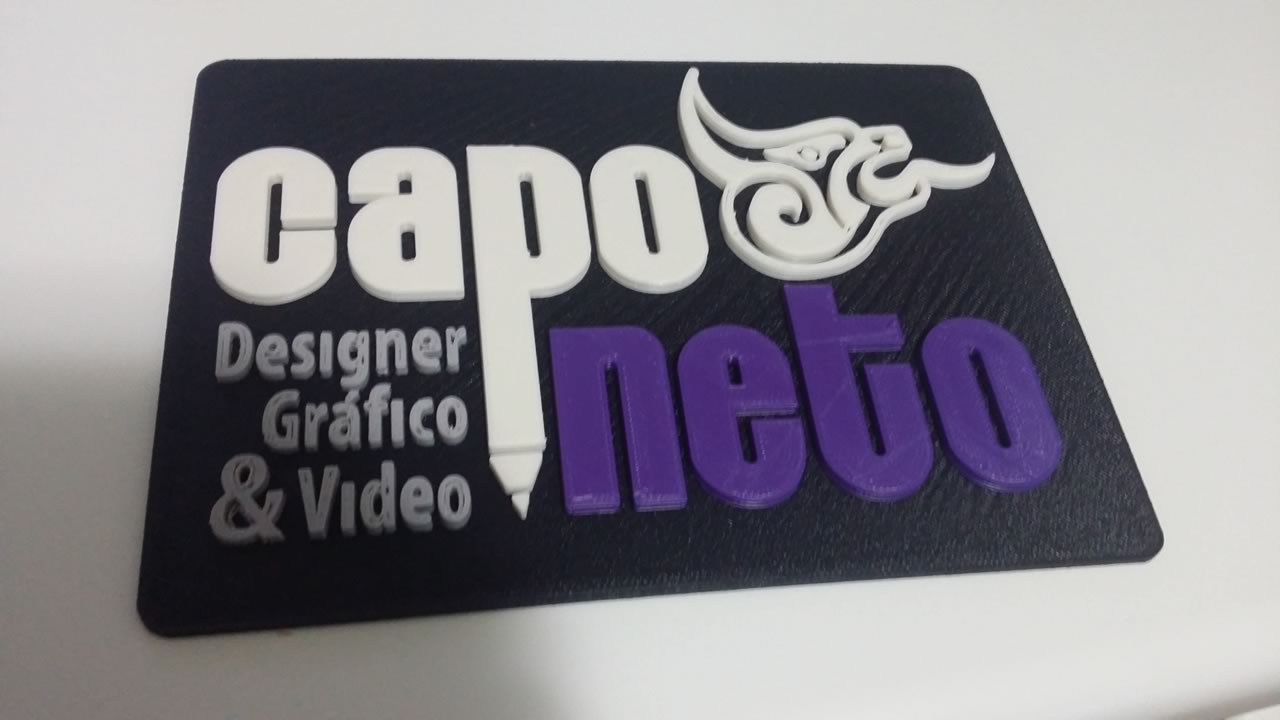 capo
neto
Designer
Gráfico
& Video